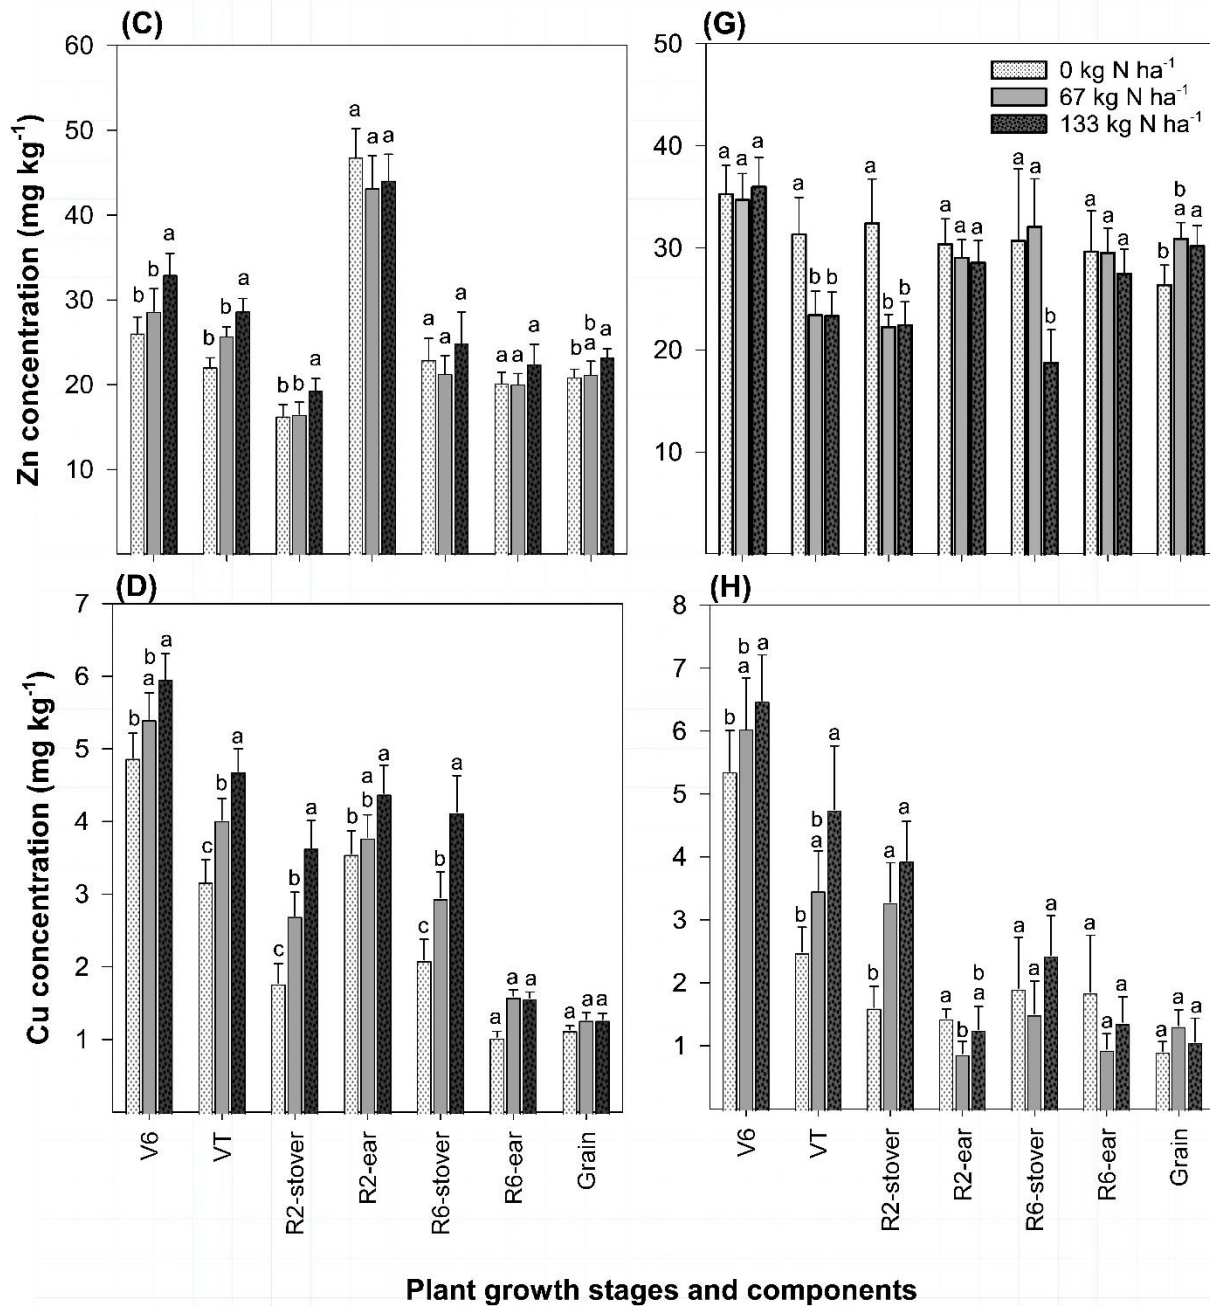 (C)
60
50
40
30
20
10
Zn concentration (mg kg⁻¹)
b b a
b b a
b b a
a a a
a a a
a a a
b b a a
(G)
50
40
30
20
10
0 kg N ha⁻¹
67 kg N ha⁻¹
133 kg N ha⁻¹
a a a
a b b
a b b
a a a
a a b
a a a
b b a a
(D)
7
6
5
4
3
2
1
Cu concentration (mg kg⁻¹)
b b a a
c b a
c b a
b a b a
c b a
a a a
a a a
V6
VT
R2-stover
R2-ear
R6-stover
R6-ear
Grain
(H)
8
7
6
5
4
3
2
1
b b a a
b b a a
b a a
a b b a
a a a
a a a
a a a
V6
VT
R2-stover
R2-ear
R6-stover
R6-ear
Grain
Plant growth stages and components